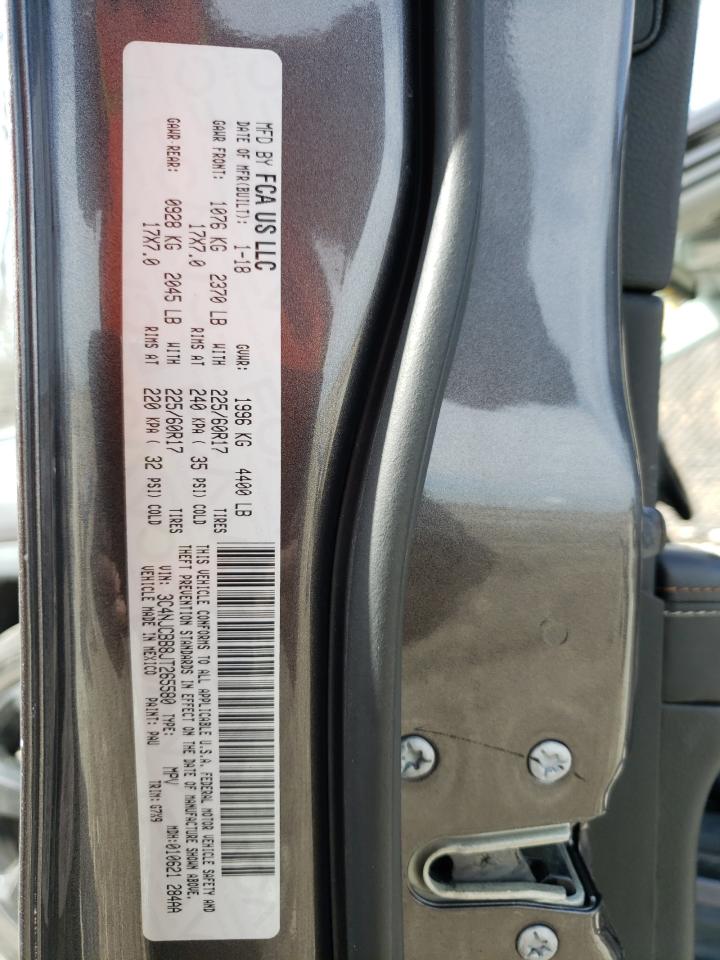 MFD BY FCA US LLC
DATE OF MFR(BUILT): 1-18 GVWR: 1996 KG 4400 LB
GAWR FRONT: 1076 KG 2370 LB WITH 225/60R17 TIRES
17X7.0 RIMS AT 240 KPA ( 35 PSI) COLD
GAWR REAR: 0928 KG 2045 LB WITH 225/60R17 TIRES
17X7.0 RIMS AT 220 KPA ( 32 PSI) COLD
THIS VEHICLE CONFORMS TO ALL APPLICABLE U.S.A. FEDERAL MOTOR VEHICLE SAFETY AND
THEFT PREVENTION STANDARDS IN EFFECT ON THE DATE OF MANUFACTURE SHOWN ABOVE.
VIN: 3C4NJCBB8JT265580 TYPE: MPV MDH:010621 284AA
VEHICLE MADE IN MEXICO PAINT: PAU TRIM: G7X9